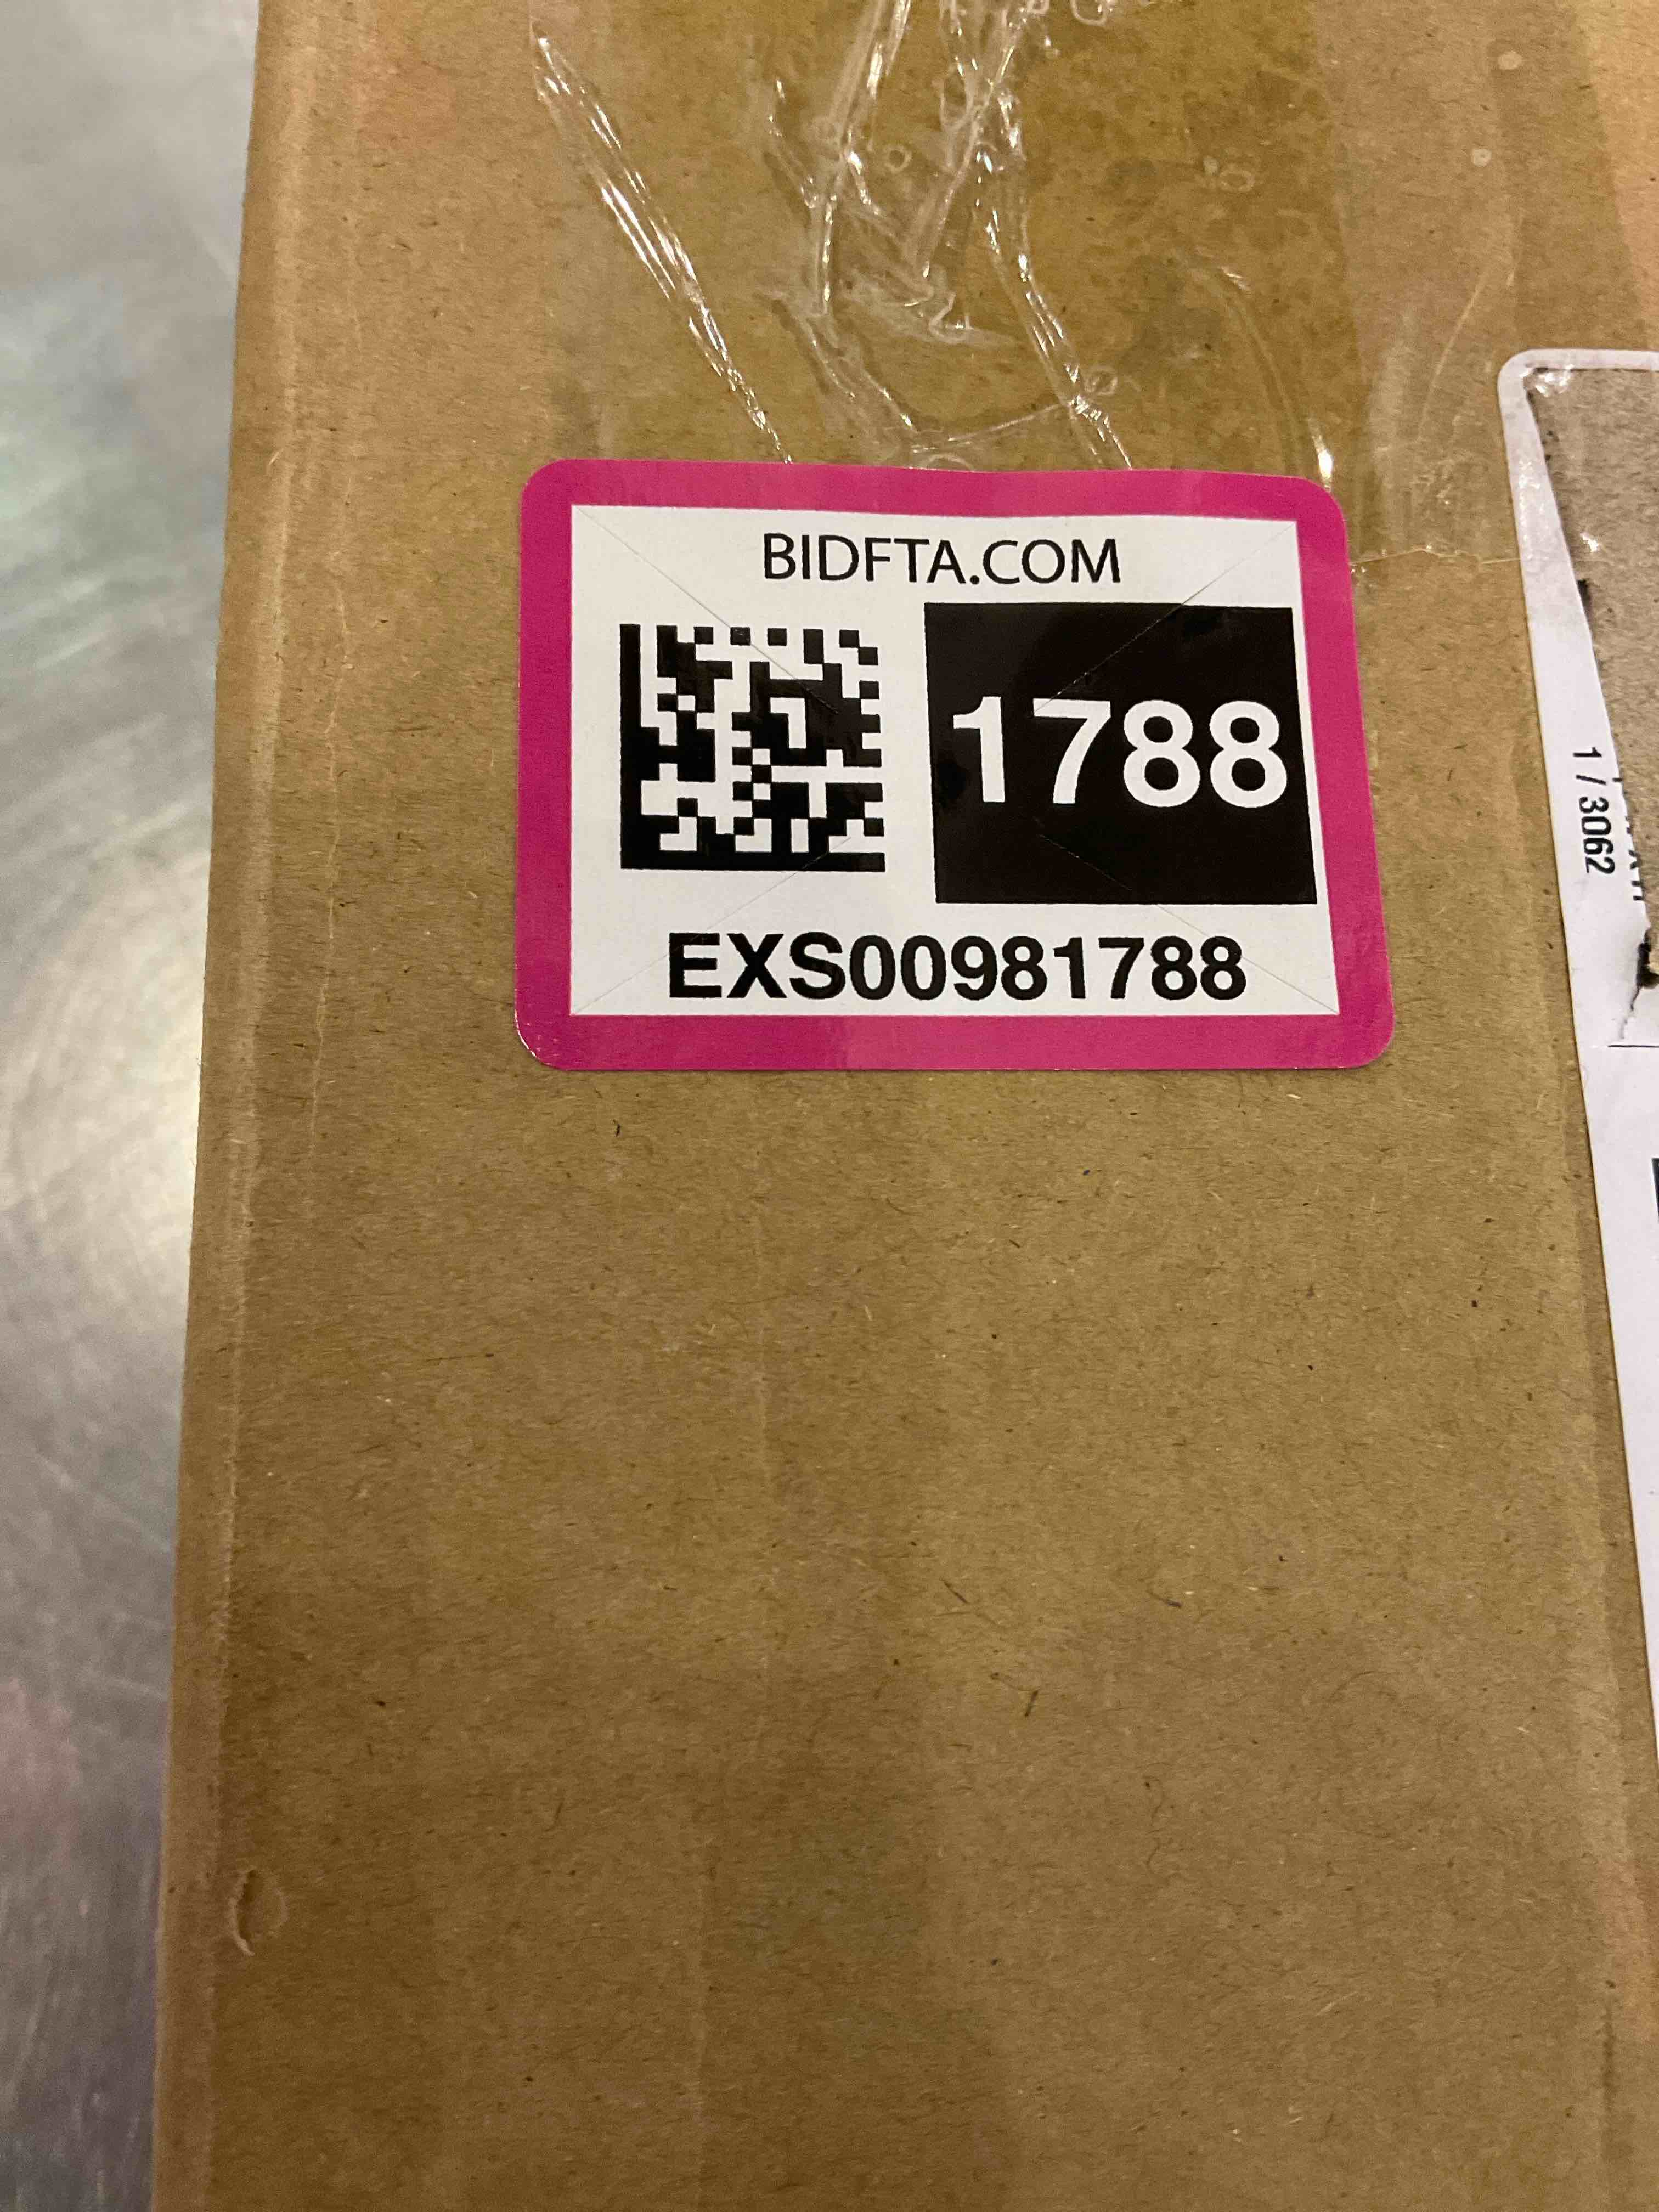 BIDFTA.COM
1788
EXS00981788
1 / 3062